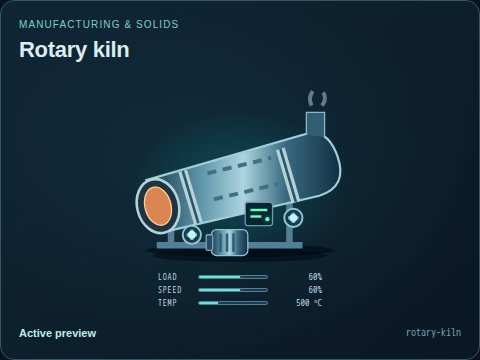 MANUFACTURING & SOLIDS
Rotary kiln
LOAD 60%
SPEED 60%
TEMP 500 °C
Active preview
rotary-kiln